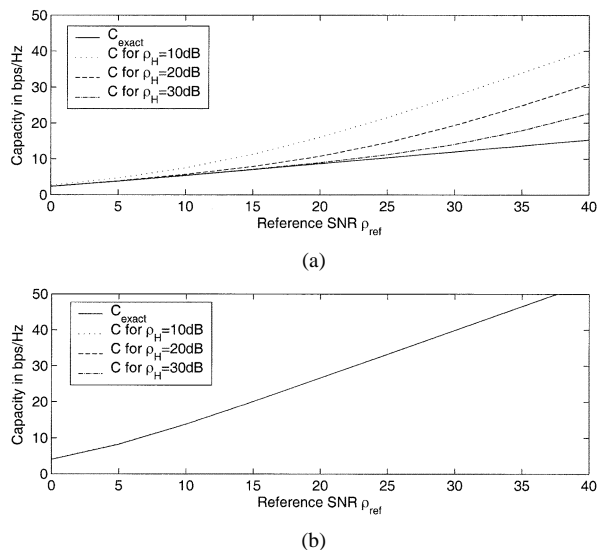 50
40
30
20
10
0
Capacity in bps/Hz
C_exact
C for ρ_H=10dB
C for ρ_H=20dB
C for ρ_H=30dB
0 5 10 15 20 25 30 35 40
Reference SNR ρ_ref
(a)
50
40
30
20
10
0
Capacity in bps/Hz
C_exact
C for ρ_H=10dB
C for ρ_H=20dB
C for ρ_H=30dB
0 5 10 15 20 25 30 35 40
Reference SNR ρ_ref
(b)